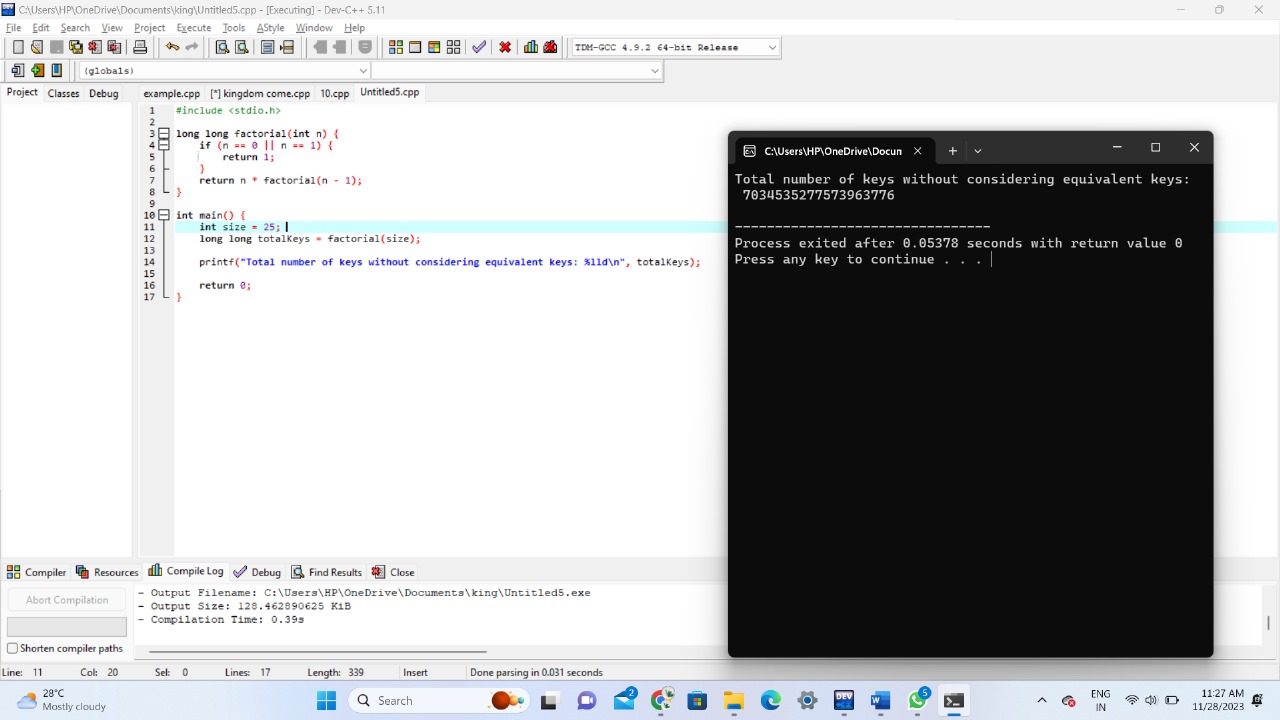 C:\Users\HP\OneDrive\Documents\king\Untitled5.cpp - [Executing] - Dev-C++ 5.11
File Edit Search View Project Execute Tools AStyle Window Help
TDM-GCC 4.9.2 64-bit Release
(globals)
Project Classes Debug
example.cpp [*] kingdom come.cpp 10.cpp Untitled5.cpp
1 #include <stdio.h>
2
3 long long factorial(int n) {
4 if (n == 0 || n == 1) {
5 return 1;
6 }
7 return n * factorial(n - 1);
8 }
9
10 int main() {
11 int size = 25;
12 long long totalKeys = factorial(size);
13
14 printf("Total number of keys without considering equivalent keys: %lld\n", totalKeys);
15
16 return 0;
17 }
C:\Users\HP\OneDrive\Docun
Total number of keys without considering equivalent keys:
7034535277573963776
--------------------------------
Process exited after 0.05378 seconds with return value 0
Press any key to continue . . .
Compiler Resources Compile Log Debug Find Results Close
Abort Compilation
Shorten compiler paths
- Output Filename: C:\Users\HP\OneDrive\Documents\king\Untitled5.exe
- Output Size: 128.462890625 KiB
- Compilation Time: 0.39s
Line: 11 Col: 20 Sel: 0 Lines: 17 Length: 339 Insert Done parsing in 0.031 seconds
28°C
Mostly cloudy
Search
2
DEV
W
5
ENG
IN
11:27 AM
11/28/2023